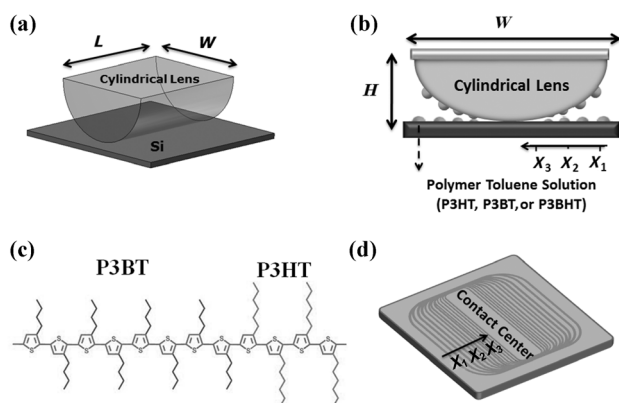 (a)
L
W
Cylindrical Lens
Si
(b)
W
H
Cylindrical Lens
X3 X2 X1
Polymer Toluene Solution
(P3HT, P3BT,or P3BHT)
(c)
P3BT P3HT
S S S S S S S S S S
(d)
Contact Center
X1 X2 X3